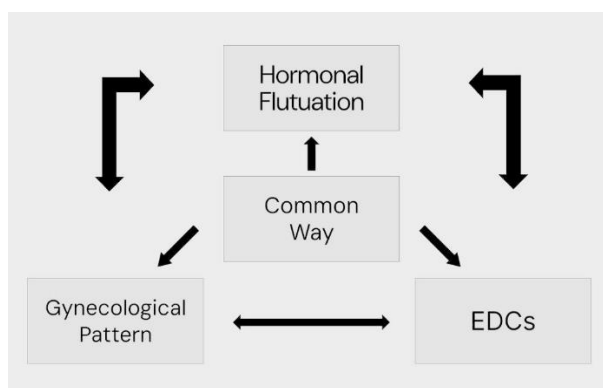 Hormonal
Flutuation
Common
Way
Gynecological
Pattern
EDCs